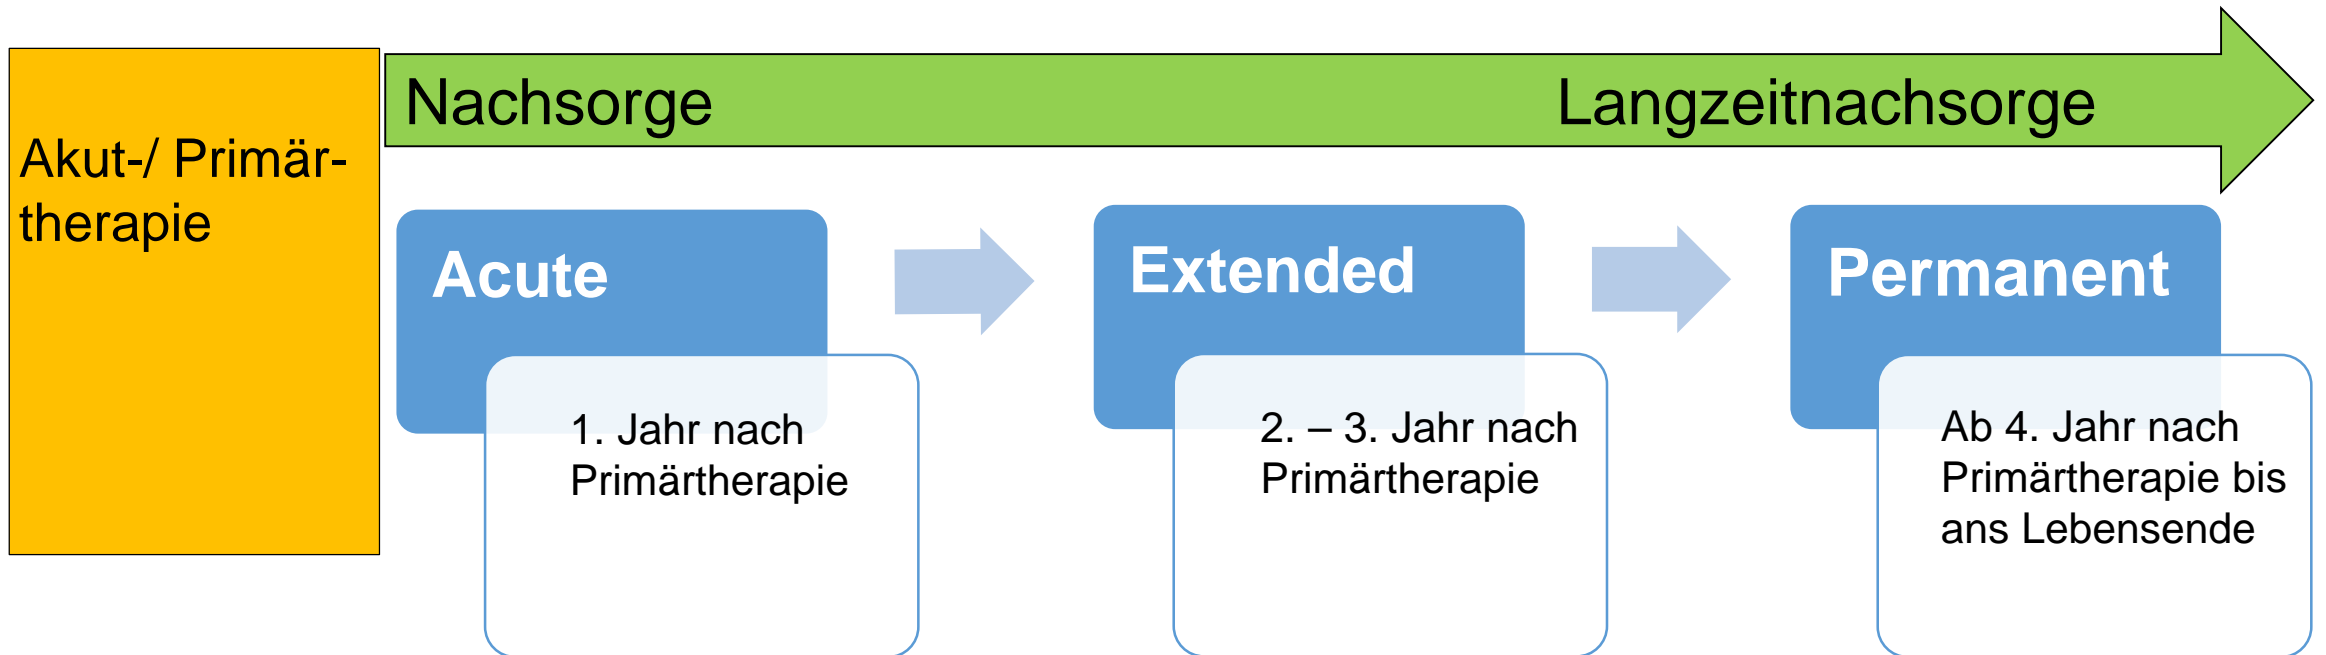 Akut-/ Primär-
therapie
Nachsorge
Langzeitnachsorge
Acute
1. Jahr nach
Primärtherapie
Extended
2. – 3. Jahr nach
Primärtherapie
Permanent
Ab 4. Jahr nach
Primärtherapie bis
ans Lebensende